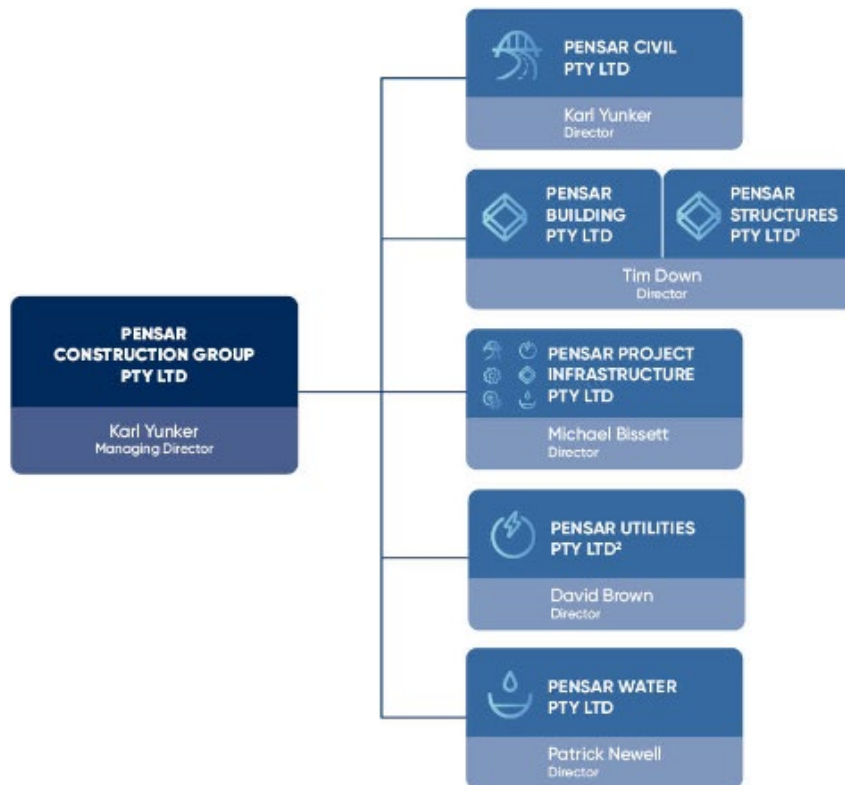 PENSAR CIVIL
PTY LTD
Karl Yunker
Director
PENSAR
BUILDING
PTY LTD
PENSAR
STRUCTURES
PTY LTD¹
Tim Down
Director
PENSAR
CONSTRUCTION GROUP
PTY LTD
Karl Yunker
Managing Director
PENSAR PROJECT
INFRASTRUCTURE
PTY LTD
Michael Bissett
Director
PENSAR UTILITIES
PTY LTD²
David Brown
Director
PENSAR WATER
PTY LTD
Patrick Newell
Director